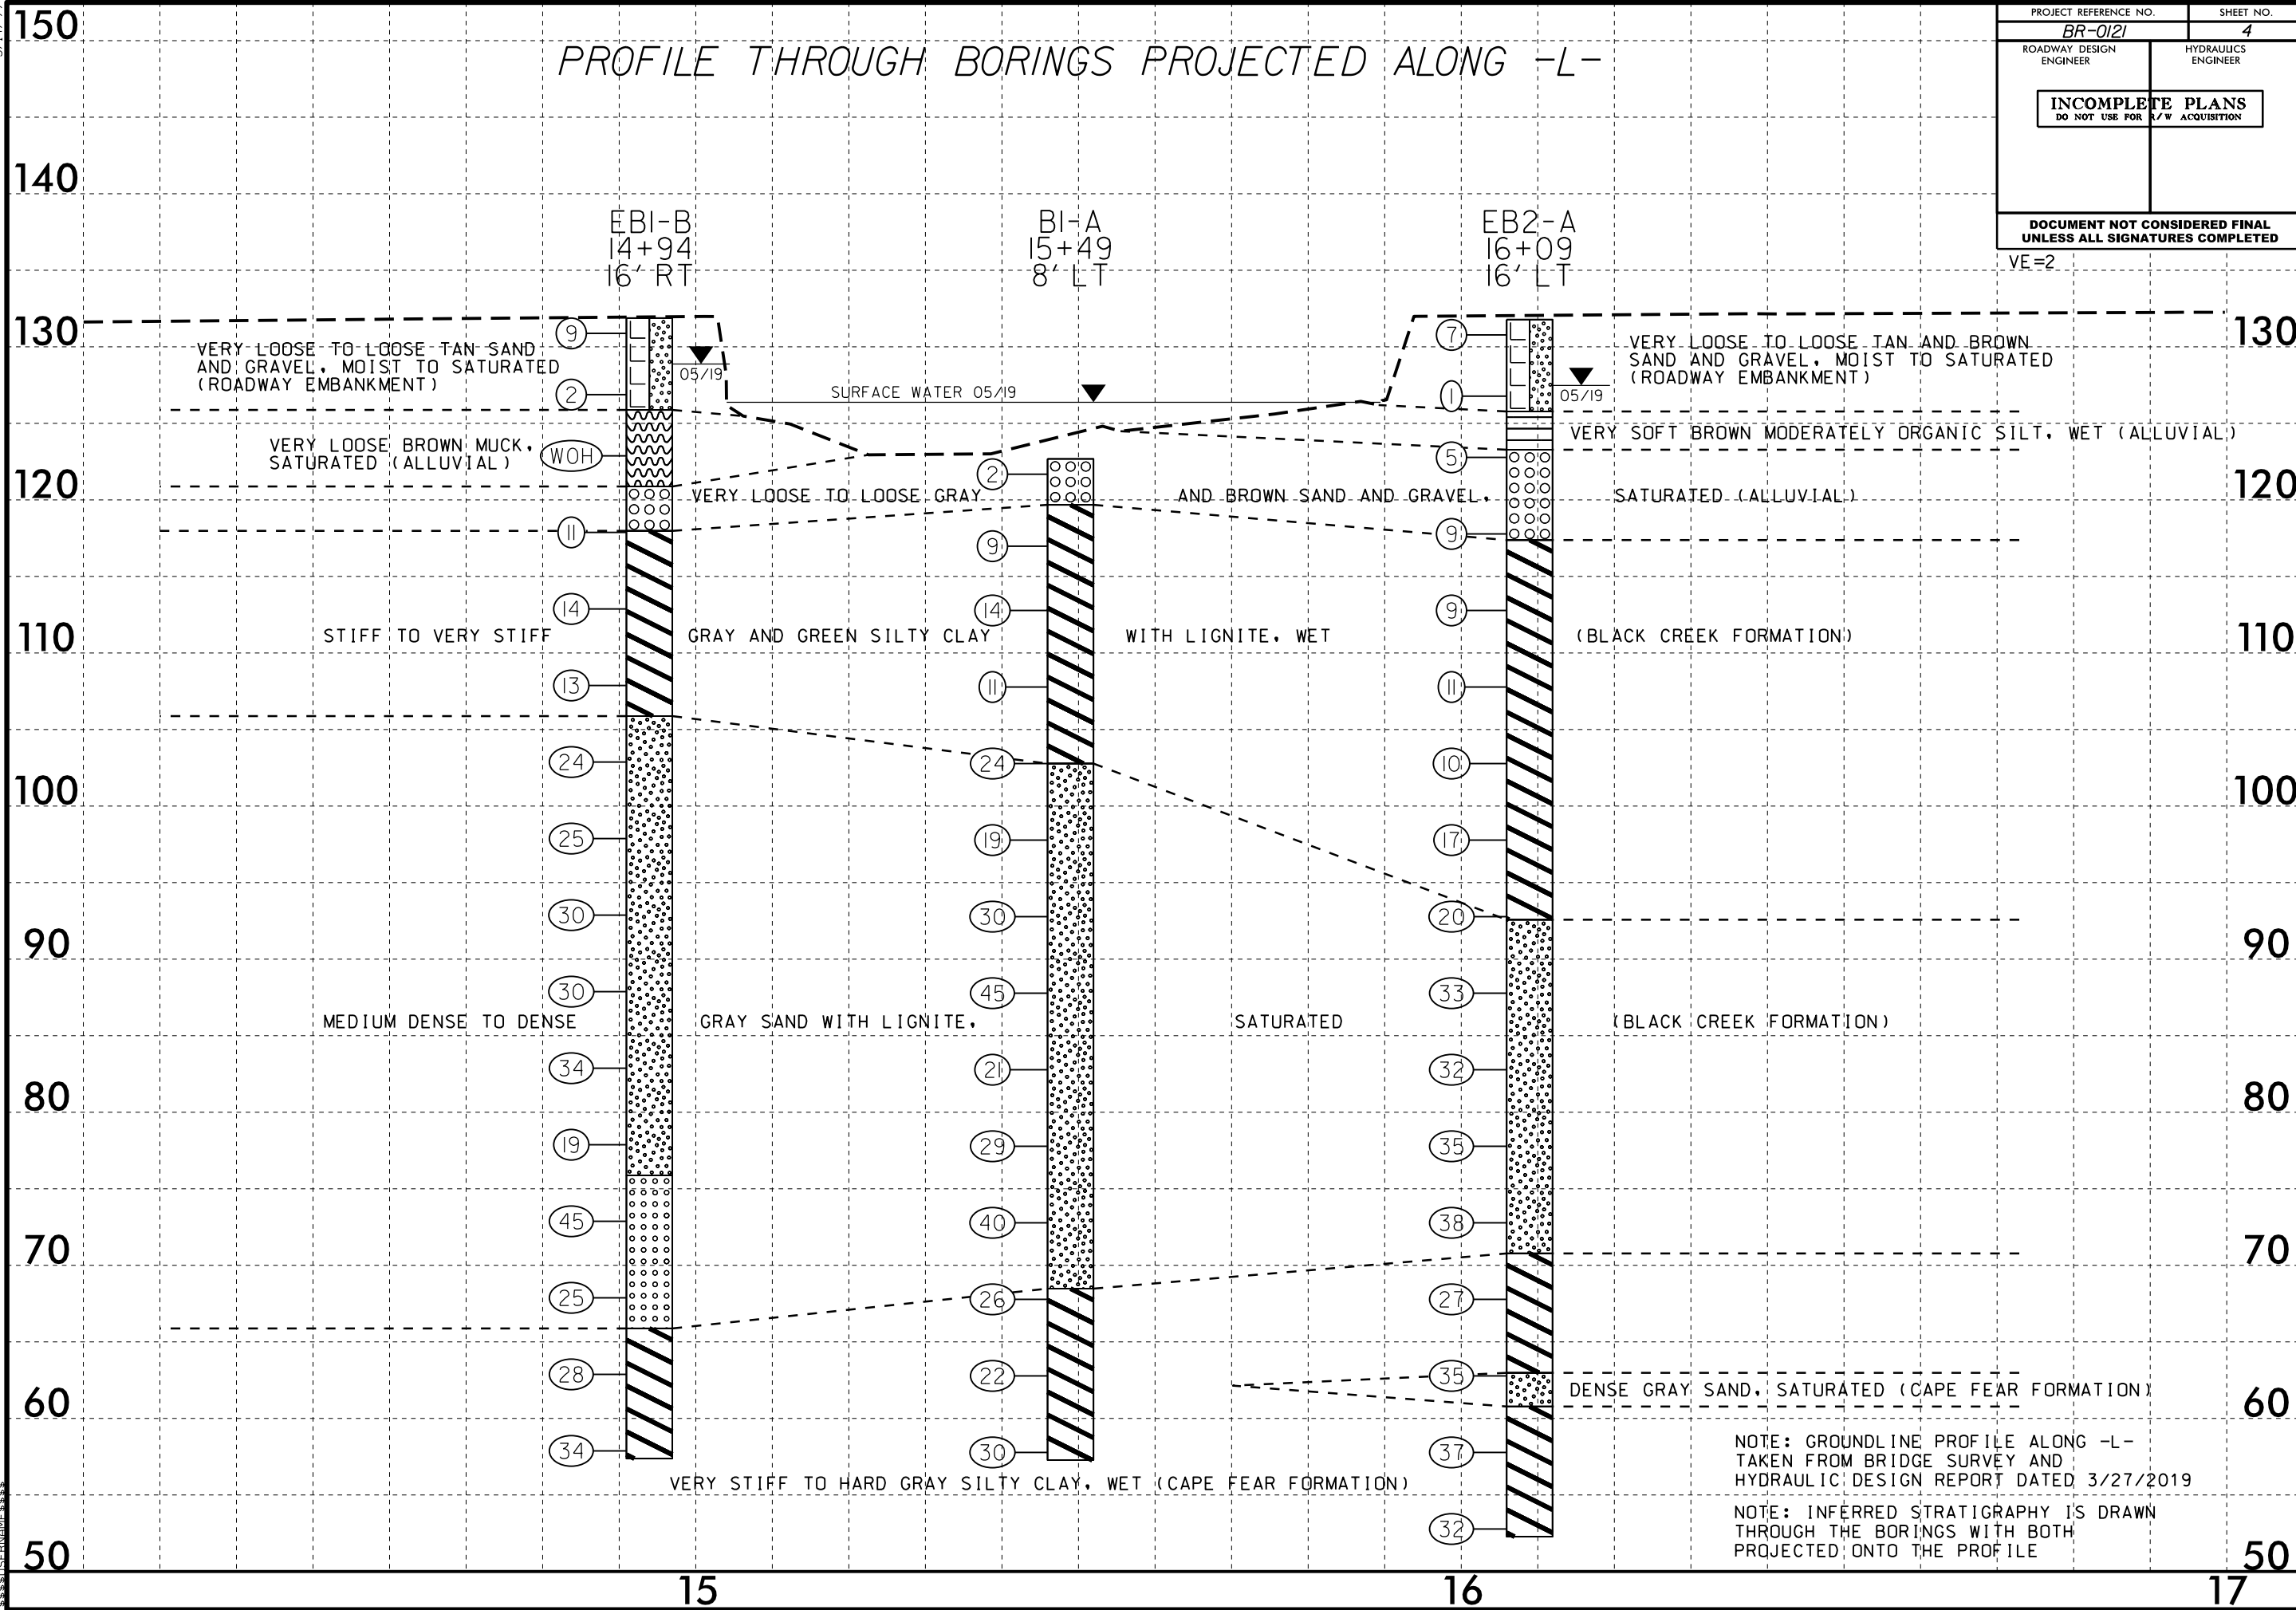 150
PROFILE THROUGH BORINGS PROJECTED ALONG -L-
PROJECT REFERENCE NO.
SHEET NO.
BR-0121
4
ROADWAY DESIGN
ENGINEER
HYDRAULICS
ENGINEER
INCOMPLETE PLANS
DO NOT USE FOR R/W ACQUISITION
DOCUMENT NOT CONSIDERED FINAL
UNLESS ALL SIGNATURES COMPLETED
VE=2
140
EB1-B
14+94
16' RT
B1-A
15+49
8' LT
EB2-A
16+09
16' LT
130
9
7
130
VERY LOOSE TO LOOSE TAN SAND
AND GRAVEL, MOIST TO SATURATED
(ROADWAY EMBANKMENT)
05/19
VERY LOOSE TO LOOSE TAN AND BROWN
SAND AND GRAVEL, MOIST TO SATURATED
(ROADWAY EMBANKMENT)
2
SURFACE WATER 05/19
1
05/19
VERY LOOSE BROWN MUCK,
SATURATED (ALLUVIAL)
WOH
VERY SOFT BROWN MODERATELY ORGANIC SILT, WET (ALLUVIAL)
2
5
120
VERY LOOSE TO LOOSE GRAY
AND BROWN SAND AND GRAVEL,
SATURATED (ALLUVIAL)
120
11
9
9
14
14
9
110
STIFF TO VERY STIFF
GRAY AND GREEN SILTY CLAY
WITH LIGNITE, WET
(BLACK CREEK FORMATION)
110
13
11
11
24
24
10
100
100
25
19
17
30
30
20
90
90
30
45
33
MEDIUM DENSE TO DENSE
GRAY SAND WITH LIGNITE,
SATURATED
(BLACK CREEK FORMATION)
34
21
32
80
80
19
29
35
45
40
38
70
70
25
26
27
28
22
35
60
DENSE GRAY SAND, SATURATED (CAPE FEAR FORMATION)
60
34
30
37
NOTE: GROUNDLINE PROFILE ALONG -L-
TAKEN FROM BRIDGE SURVEY AND
HYDRAULIC DESIGN REPORT DATED 3/27/2019
VERY STIFF TO HARD GRAY SILTY CLAY, WET (CAPE FEAR FORMATION)
32
NOTE: INFERRED STRATIGRAPHY IS DRAWN
THROUGH THE BORINGS WITH BOTH
PROJECTED ONTO THE PROFILE
50
50
15
16
17